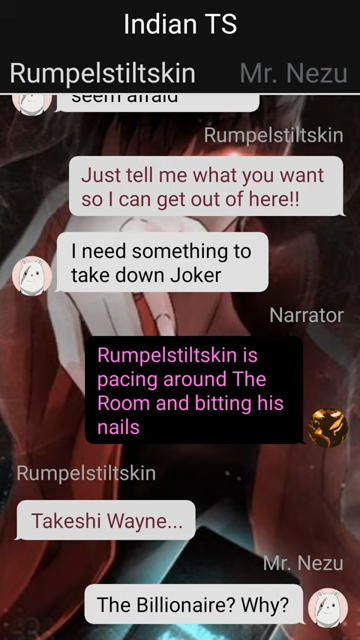 Indian TS
Rumpelstiltskin Mr. Nezu
seem afraid
Rumpelstiltskin
Just tell me what you want
so I can get out of here!!
I need something to
take down Joker
Narrator
Rumpelstiltskin is
pacing around The
Room and bitting his
nails
Rumpelstiltskin
Takeshi Wayne...
Mr. Nezu
The Billionaire? Why?